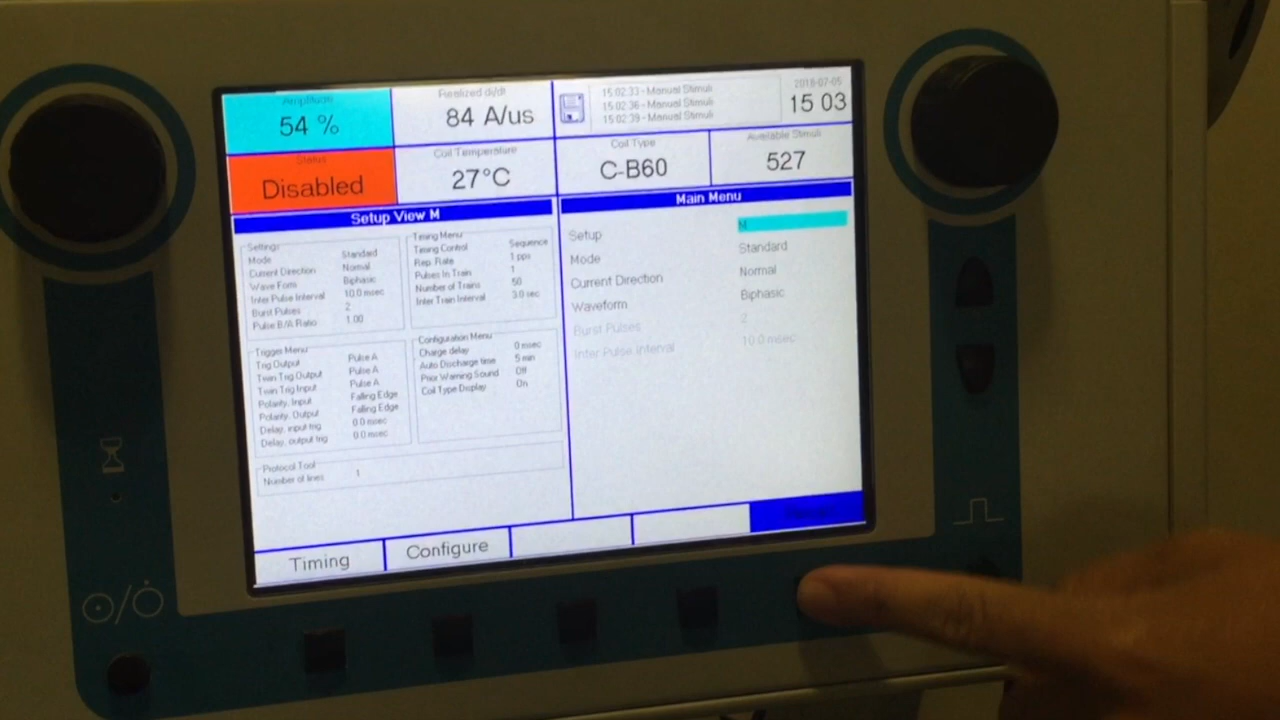 Amplitude
54 %
Realized di/dt
84 A/us
15:02:33 - Manual Stimuli
15:02:36 - Manual Stimuli
15:02:39 - Manual Stimuli
2018-07-05
15 03
Status
Disabled
Coil Temperature
27°C
Coil Type
C-B60
Available Stimuli
527
Setup View M
Main Menu
Settings
Mode Standard
Current Direction Normal
Wave Form Biphasic
Inter Pulse Interval 10.0 msec
Burst Pulses 2
Pulse B/A Ratio 1.00
Timing Menu
Timing Control Sequence
Rep. Rate 1 pps
Pulses In Train 1
Number of Trains 50
Inter Train Interval 3.0 sec
Trigger Menu
Trig Output Pulse A
Twin Trig Output Pulse A
Twin Trig Input Pulse A
Polarity, Input Falling Edge
Polarity, Output Falling Edge
Delay, input trig 0.0 msec
Delay, output trig 0.0 msec
Configuration Menu
Charge delay 0 msec
Auto Discharge time 5 min
Prior Warning Sound Off
Coil Type Display On
Protocol Tool
Number of lines 1
Setup M
Mode Standard
Current Direction Normal
Waveform Biphasic
Burst Pulses 2
Inter Pulse Interval 10.0 msec
Timing
Configure